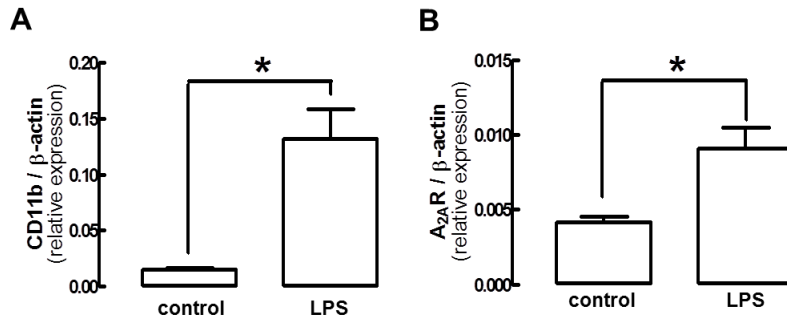 A
CD11b / β-actin
(relative expression)
0.20
0.15
0.10
0.05
0.00
*
control
LPS
B
A2AR / β-actin
(relative expression)
0.015
0.010
0.005
0.000
*
control
LPS